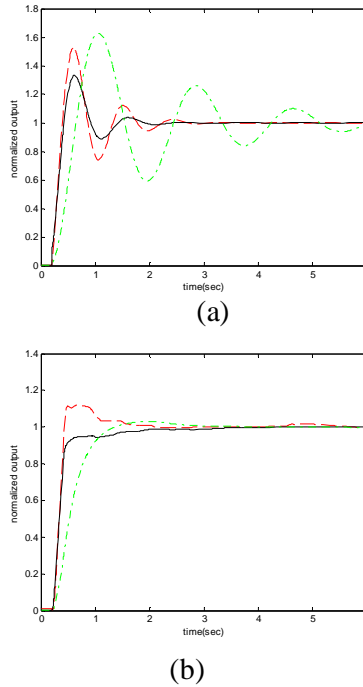 1.8
1.6
1.4
1.2
1
0.8
0.6
0.4
0.2
0
normalized output
0 1 2 3 4 5
time(sec)
(a)
1.4
1.2
1
0.8
0.6
0.4
0.2
0
normalized output
0 1 2 3 4 5
time(sec)
(b)